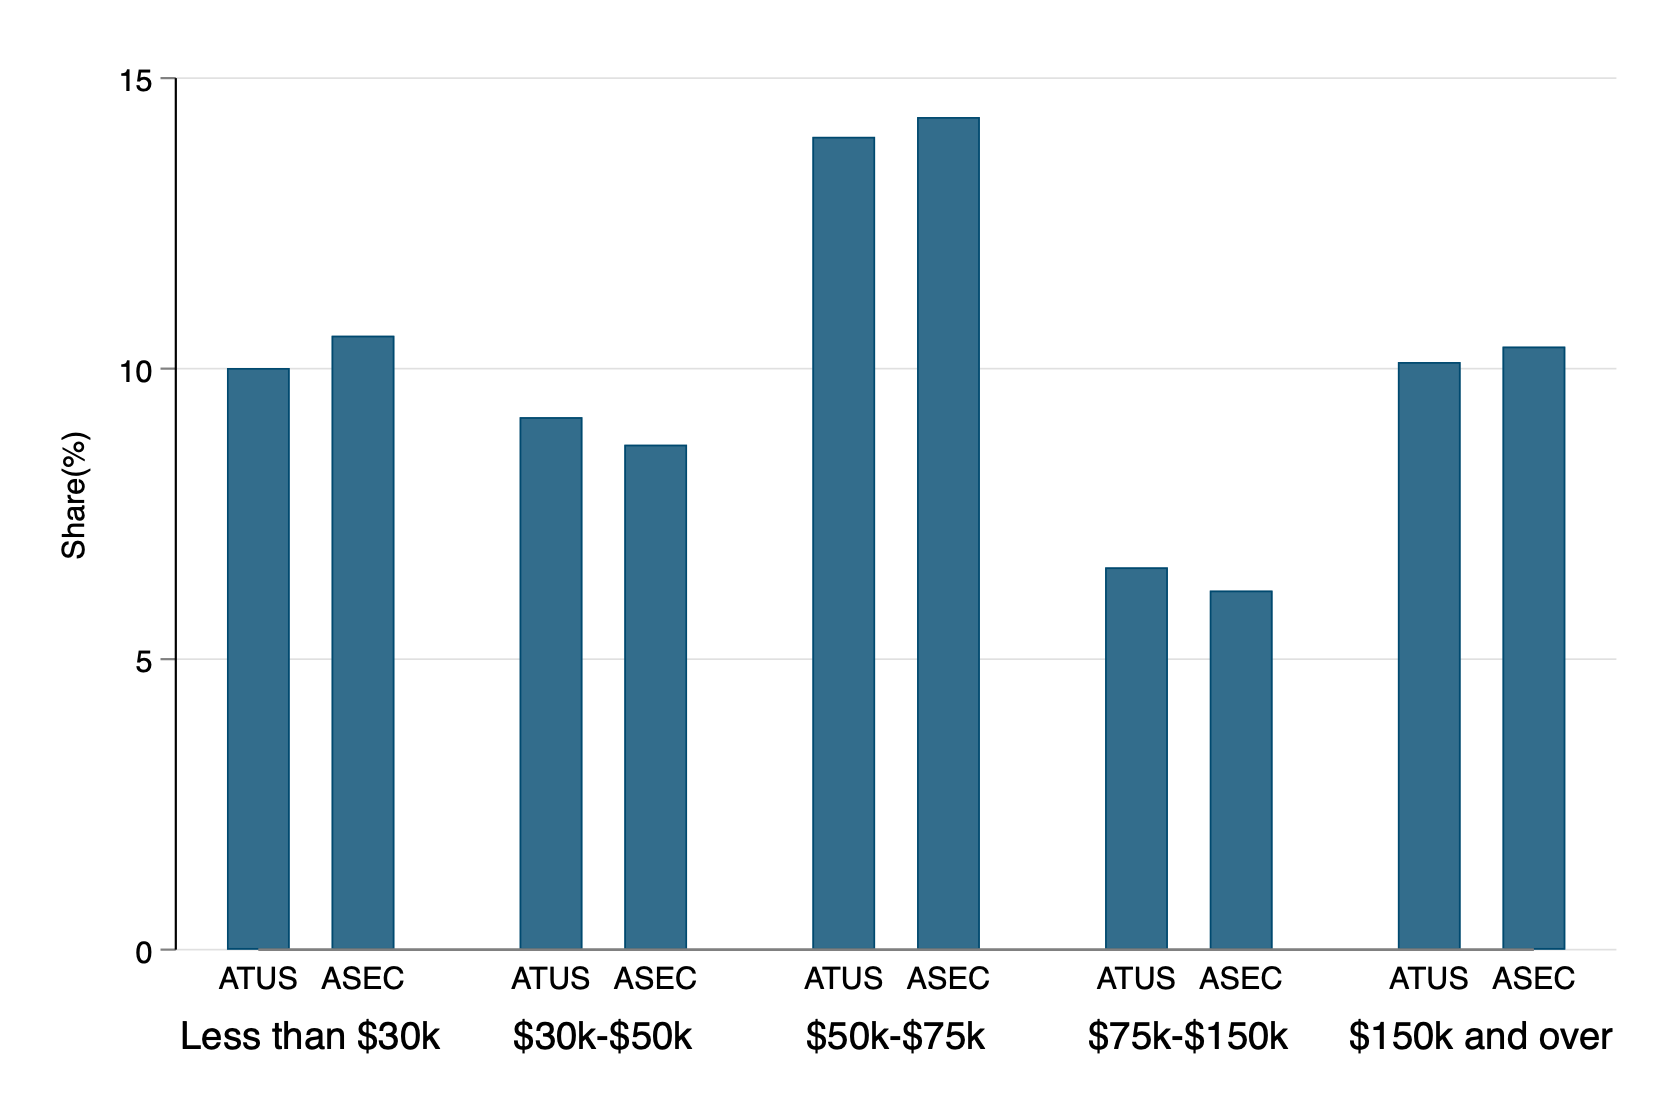 15
10
5
0
Share(%)
ATUS ASEC ATUS ASEC ATUS ASEC ATUS ASEC ATUS ASEC
Less than $30k $30k-$50k $50k-$75k $75k-$150k $150k and over